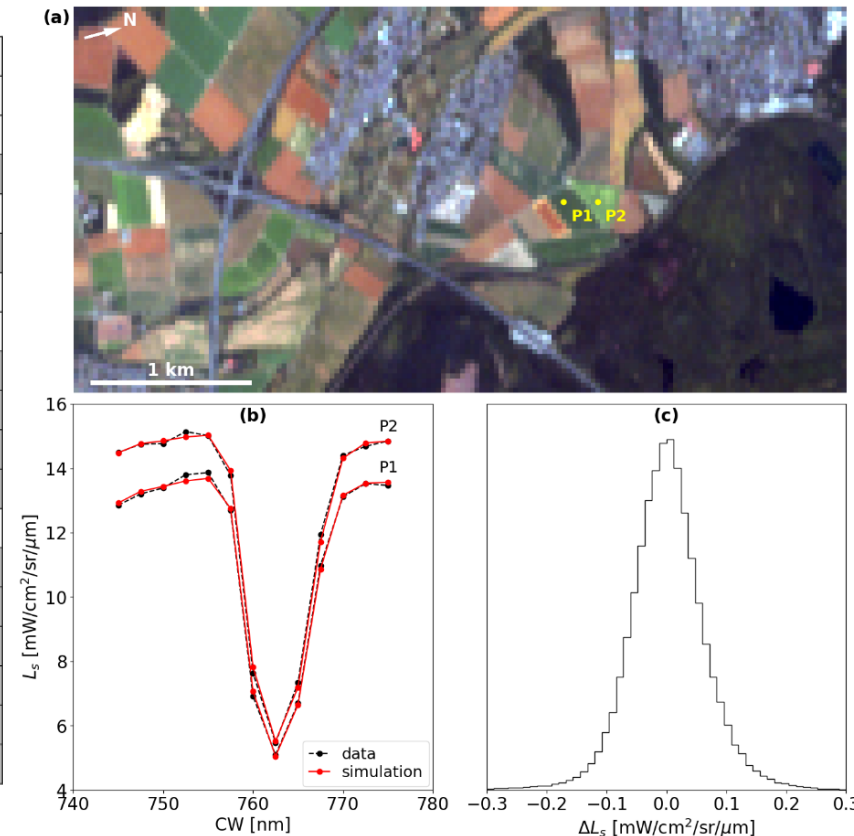 (a)
N
P1 P2
1 km
(b)
P2
P1
16
14
12
10
8
6
4
L_s [mW/cm²/sr/µm]
740 750 760 770 780
CW [nm]
data
simulation
(c)
−0.3 −0.2 −0.1 0.0 0.1 0.2 0.3
ΔL_s [mW/cm²/sr/µm]